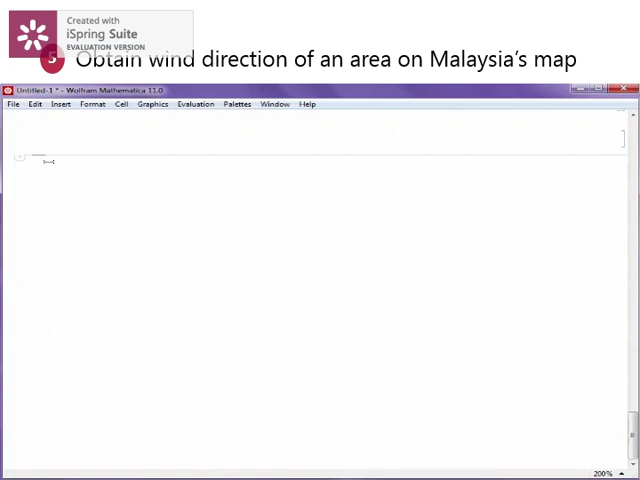 Created with
iSpring Suite
EVALUATION VERSION
5 Obtain wind direction of an area on Malaysia's map
Untitled-1 * - Wolfram Mathematica 11.0
File Edit Insert Format Cell Graphics Evaluation Palettes Window Help
200%